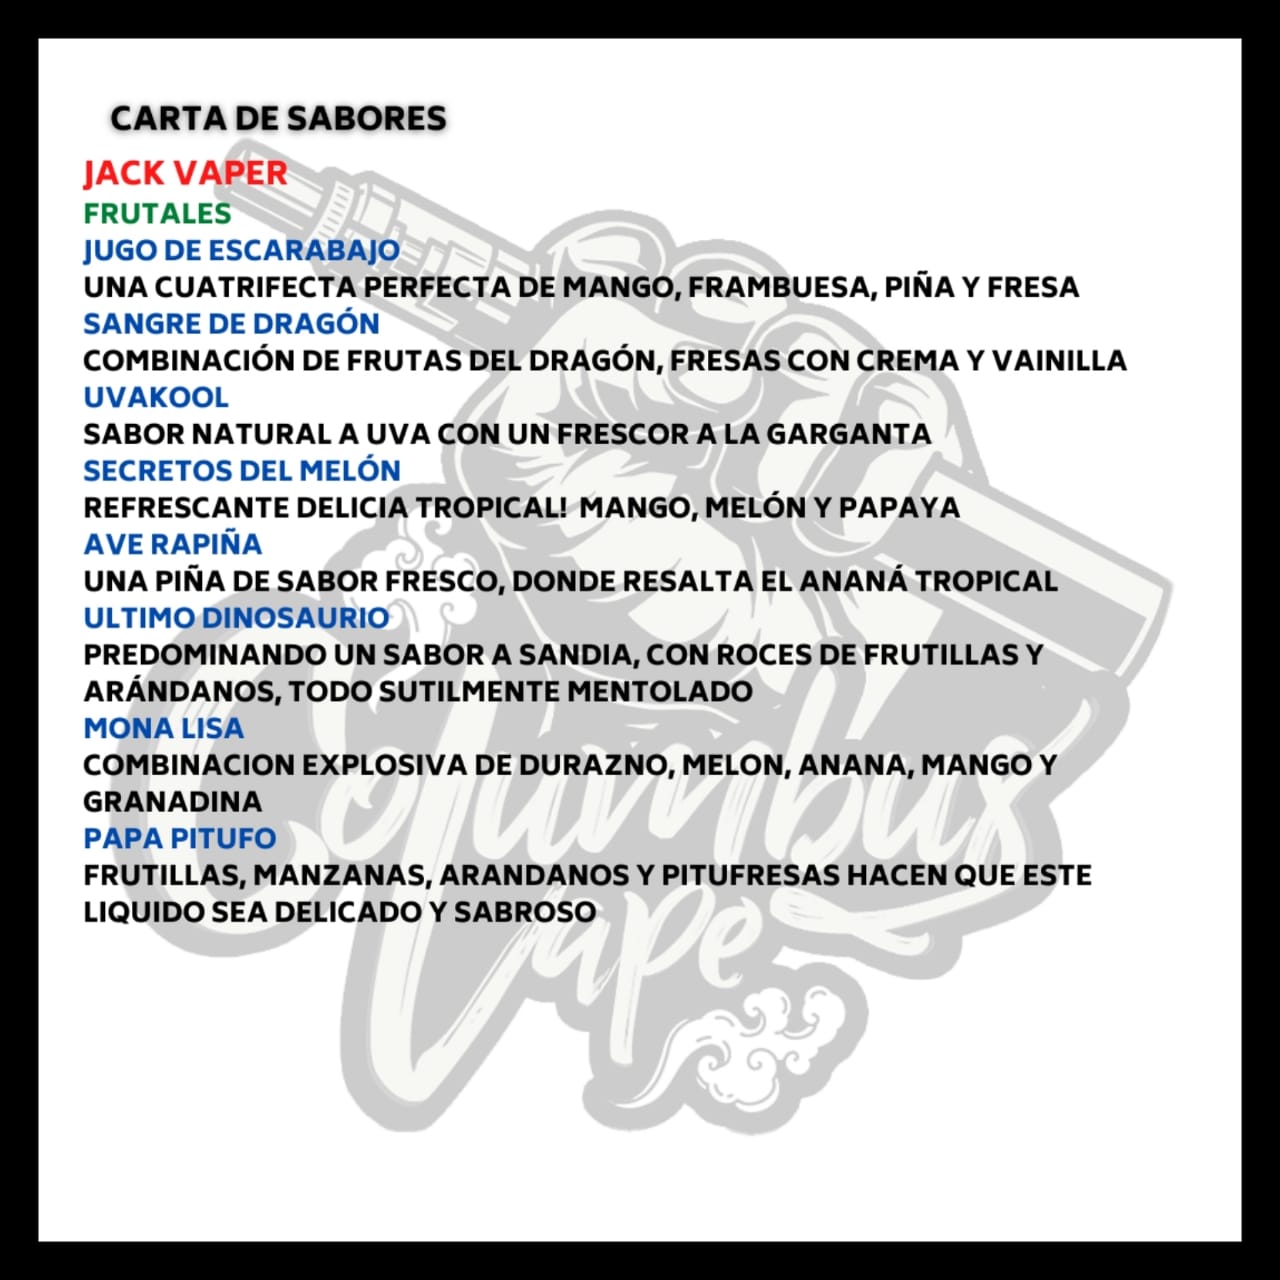 CARTA DE SABORES
JACK VAPER
FRUTALES
JUGO DE ESCARABAJO
UNA CUATRIFECTA PERFECTA DE MANGO, FRAMBUESA, PIÑA Y FRESA
SANGRE DE DRAGÓN
COMBINACIÓN DE FRUTAS DEL DRAGÓN, FRESAS CON CREMA Y VAINILLA
UVAKOOL
SABOR NATURAL A UVA CON UN FRESCOR A LA GARGANTA
SECRETOS DEL MELÓN
REFRESCANTE DELICIA TROPICAL! MANGO, MELÓN Y PAPAYA
AVE RAPIÑA
UNA PIÑA DE SABOR FRESCO, DONDE RESALTA EL ANANÁ TROPICAL
ULTIMO DINOSAURIO
PREDOMINANDO UN SABOR A SANDIA, CON ROCES DE FRUTILLAS Y
ARÁNDANOS, TODO SUTILMENTE MENTOLADO
MONA LISA
COMBINACION EXPLOSIVA DE DURAZNO, MELON, ANANA, MANGO Y
GRANADINA
PAPA PITUFO
FRUTILLAS, MANZANAS, ARANDANOS Y PITUFRESAS HACEN QUE ESTE
LIQUIDO SEA DELICADO Y SABROSO
Columbus
Vape